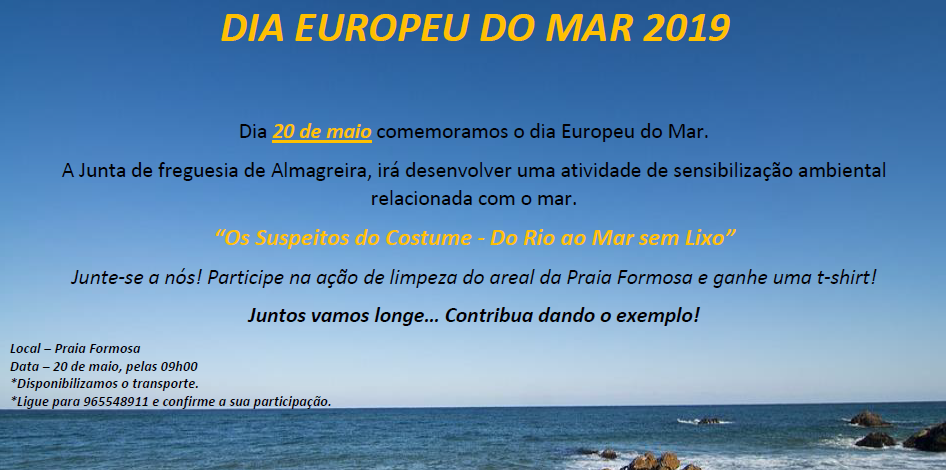 DIA EUROPEU DO MAR 2019
Dia 20 de maio comemoramos o dia Europeu do Mar.
A Junta de freguesia de Almagreira, irá desenvolver uma atividade de sensibilização ambiental
relacionada com o mar.
“Os Suspeitos do Costume - Do Rio ao Mar sem Lixo”
Junte-se a nós! Participe na ação de limpeza do areal da Praia Formosa e ganhe uma t-shirt!
Juntos vamos longe... Contribua dando o exemplo!
Local – Praia Formosa
Data – 20 de maio, pelas 09h00
*Disponibilizamos o transporte.
*Ligue para 965548911 e confirme a sua participação.